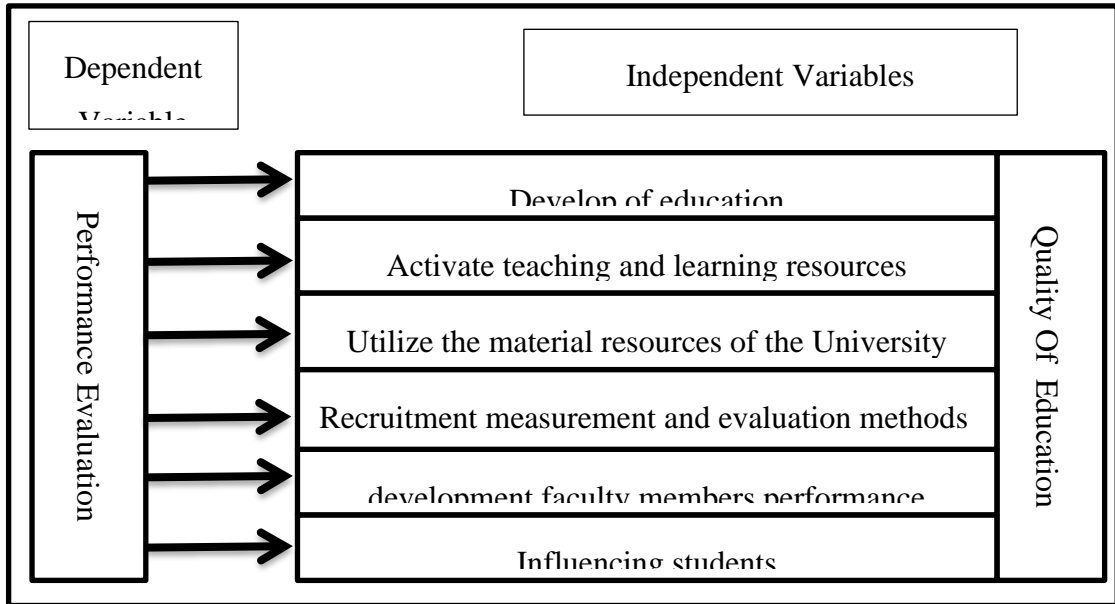 Dependent
Variable
Independent Variables
Performance Evaluation
Develop of education
Activate teaching and learning resources
Utilize the material resources of the University
Recruitment measurement and evaluation methods
development faculty members performance
Influencing students
Quality Of Education